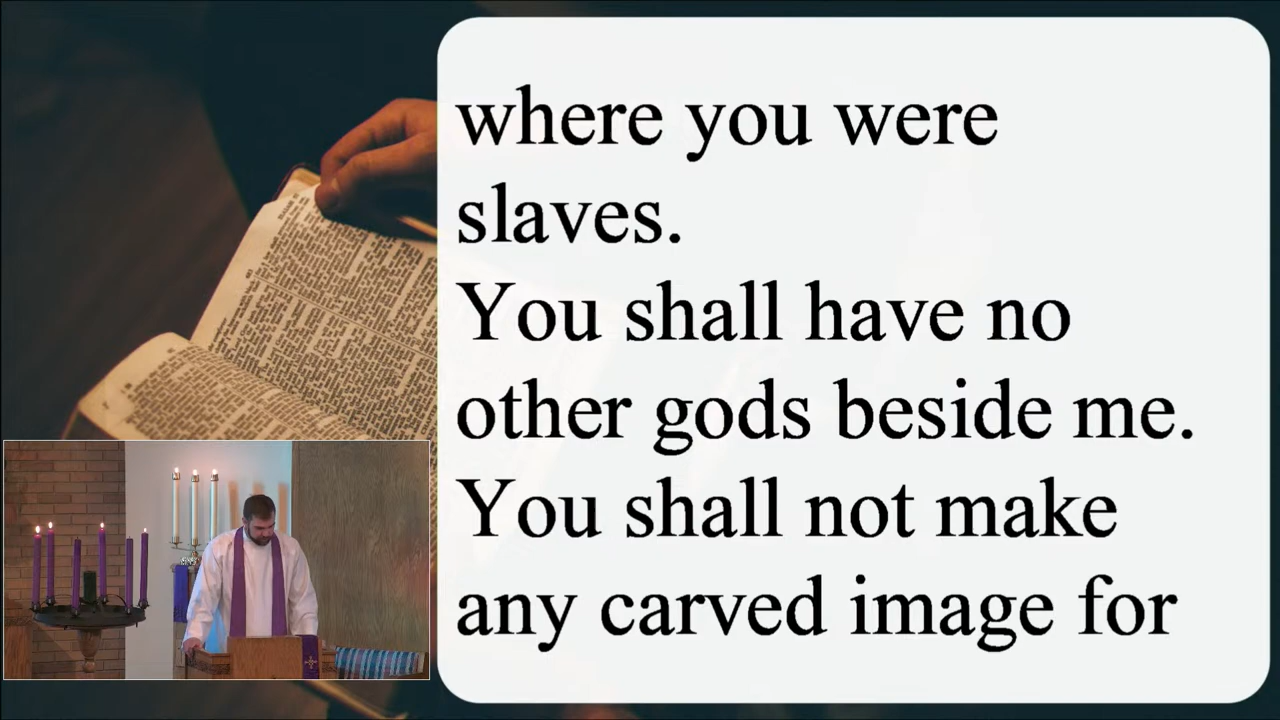 where you were
slaves.
You shall have no
other gods beside me.
You shall not make
any carved image for